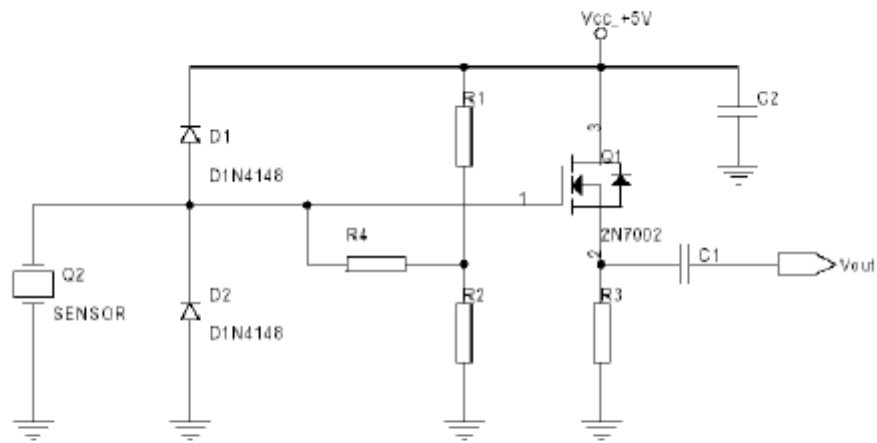 Vcc_+5V
R1
C2
D1
3
Q1
D1N4148
1
R4
2N7002
2
C1
Vout
Q2
SENSOR
D2
R2
R3
D1N4148